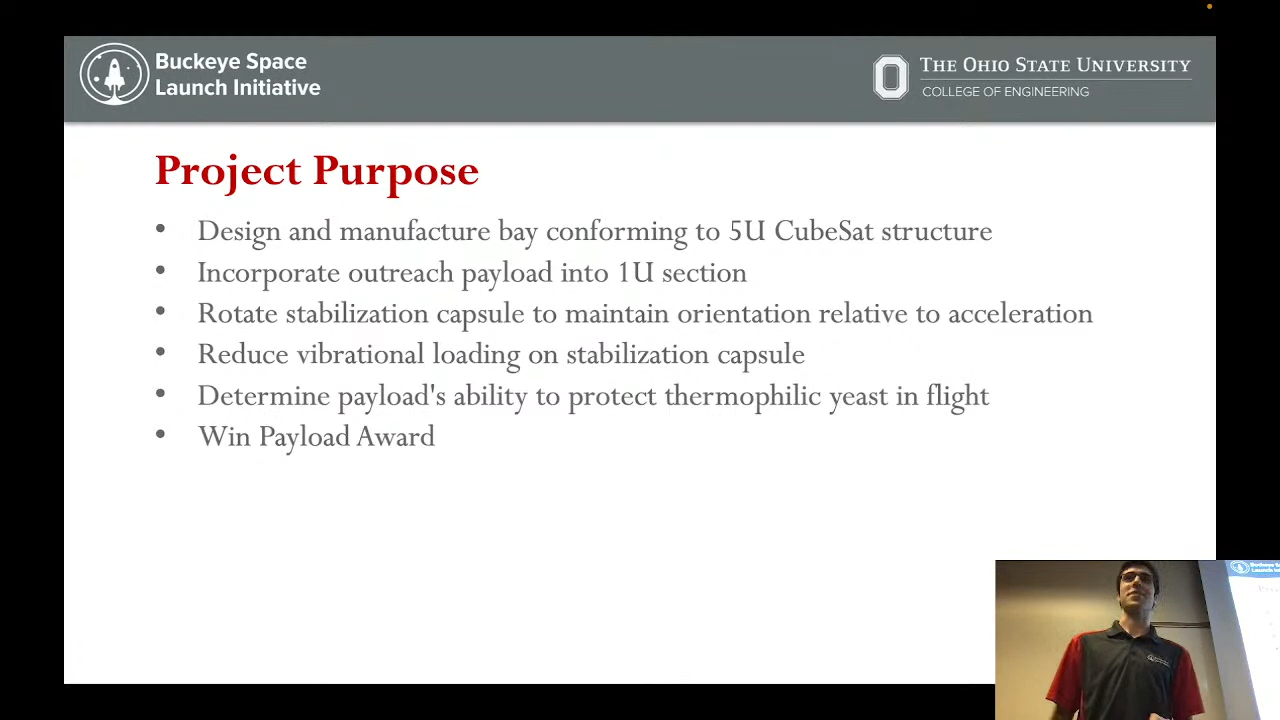 Buckeye Space
Launch Initiative
THE OHIO STATE UNIVERSITY
COLLEGE OF ENGINEERING
Project Purpose
• Design and manufacture bay conforming to 5U CubeSat structure
• Incorporate outreach payload into 1U section
• Rotate stabilization capsule to maintain orientation relative to acceleration
• Reduce vibrational loading on stabilization capsule
• Determine payload's ability to protect thermophilic yeast in flight
• Win Payload Award